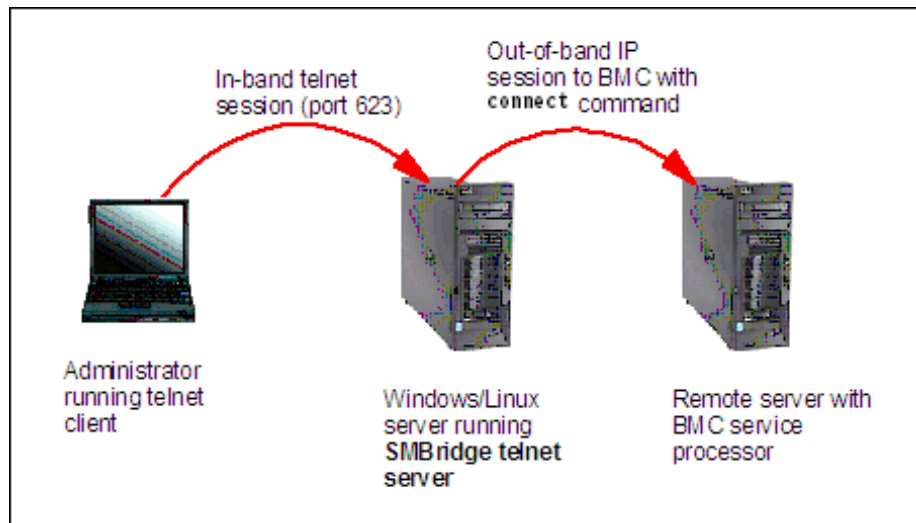 In-band telnet
session (port 623)
Out-of-band IP
session to BMC with
connect command
Administrator
running telnet
client
Windows/Linux
server running
SMBridge telnet
server
Remote server with
BMC service
processor